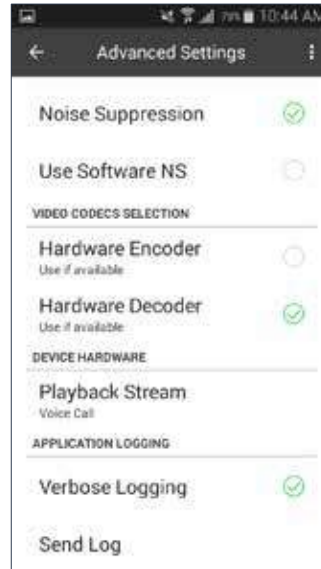 10:44 AM
Advanced Settings
Noise Suppression
Use Software NS
VIDEO CODECS SELECTION
Hardware Encoder
Use if available
Hardware Decoder
Use if available
DEVICE HARDWARE
Playback Stream
Voice Call
APPLICATION LOGGING
Verbose Logging
Send Log